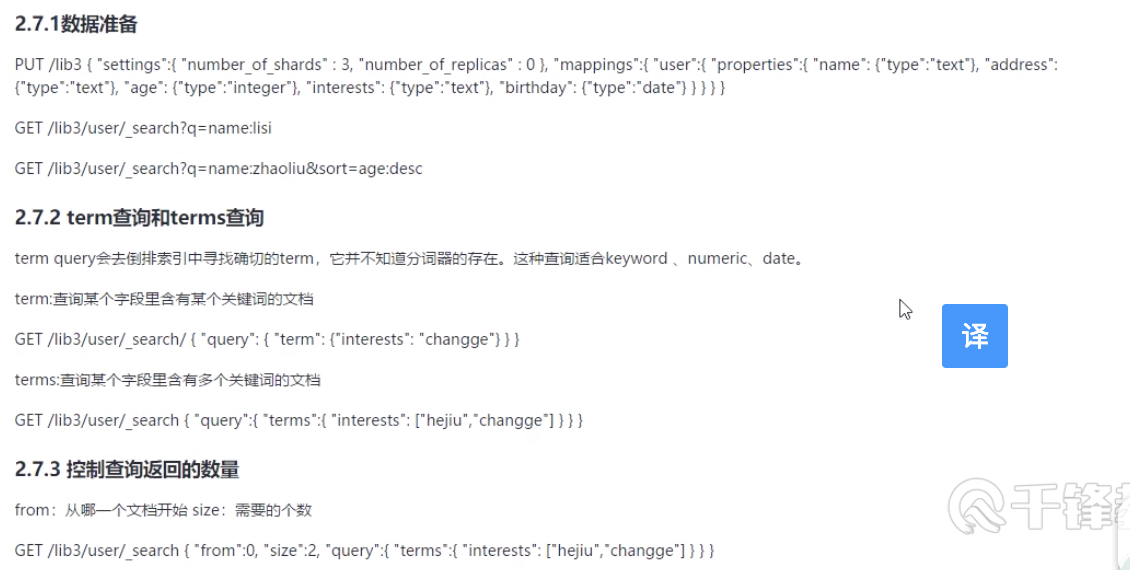 2.7.1数据准备
PUT /lib3 { "settings":{ "number_of_shards" : 3, "number_of_replicas" : 0 }, "mappings":{ "user":{ "properties":{ "name": {"type":"text"}, "address":
{"type":"text"}, "age": {"type":"integer"}, "interests": {"type":"text"}, "birthday": {"type":"date"} } } } }
GET /lib3/user/_search?q=name:lisi
GET /lib3/user/_search?q=name:zhaoliu&sort=age:desc
2.7.2 term查询和terms查询
term query会去倒排索引中寻找确切的term，它并不知道分词器的存在。这种查询适合keyword 、numeric、date。
term:查询某个字段里含有某个关键词的文档
GET /lib3/user/_search/ { "query": { "term": {"interests": "changge"} } }
译
terms:查询某个字段里含有多个关键词的文档
GET /lib3/user/_search { "query":{ "terms":{ "interests": ["hejiu","changge"] } } }
2.7.3 控制查询返回的数量
from：从哪一个文档开始 size：需要的个数
千锋
GET /lib3/user/_search { "from":0, "size":2, "query":{ "terms":{ "interests": ["hejiu","changge"] } } }